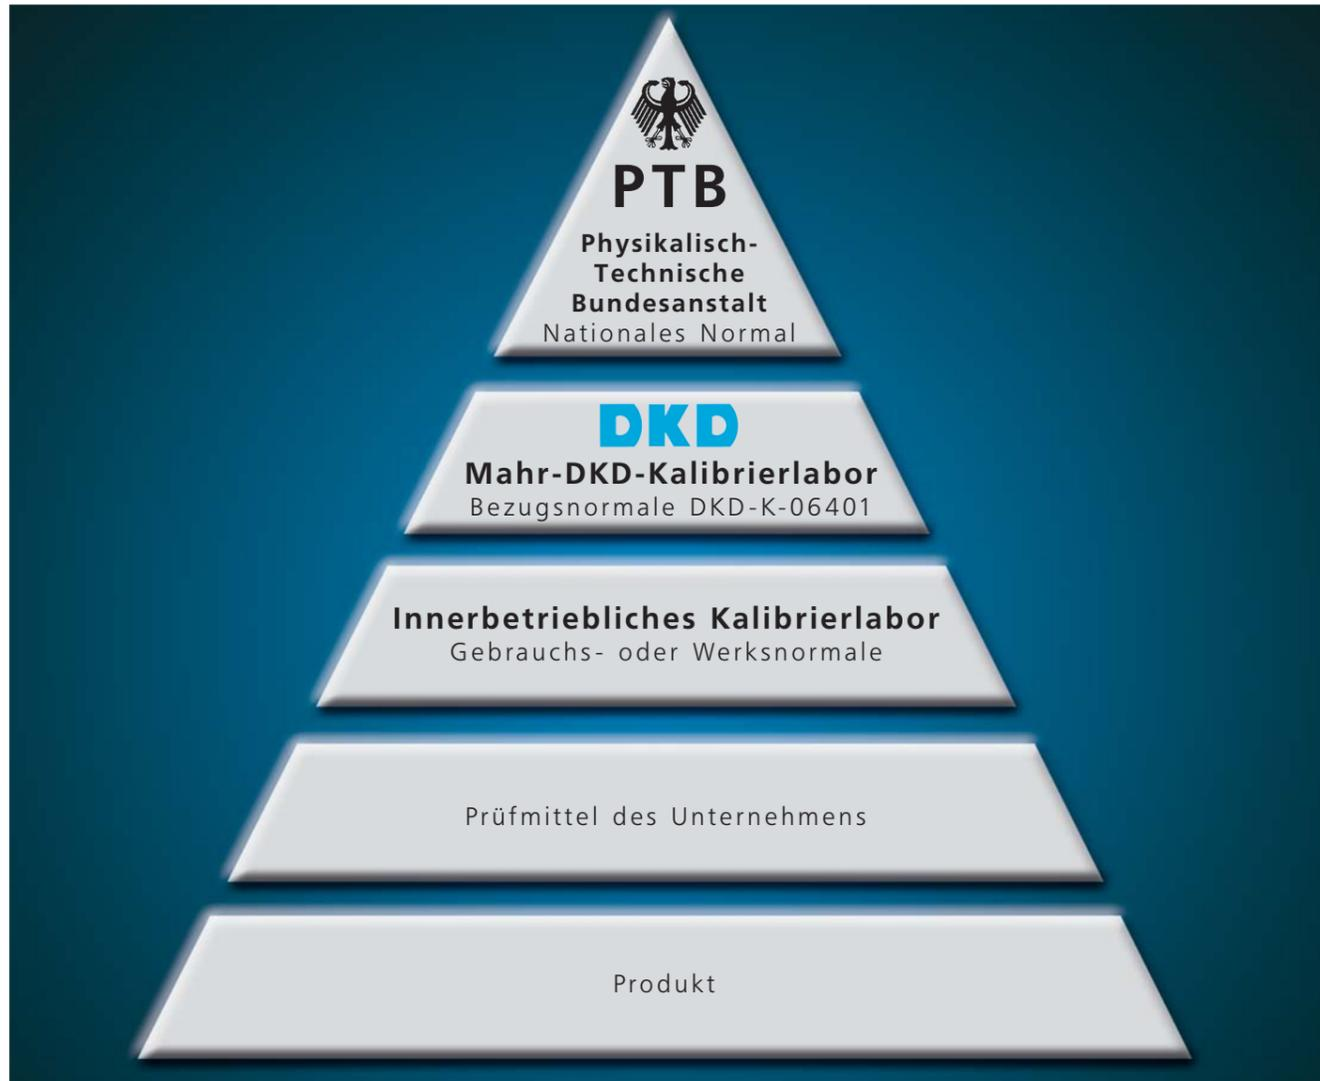 PTB
Physikalisch-
Technische
Bundesanstalt
Nationales Normal
DKD
Mahr-DKD-Kalibrierlabor
Bezugsnormale DKD-K-06401
Innerbetriebliches Kalibrierlabor
Gebrauchs- oder Werksnormale
Prüfmittel des Unternehmens
Produkt